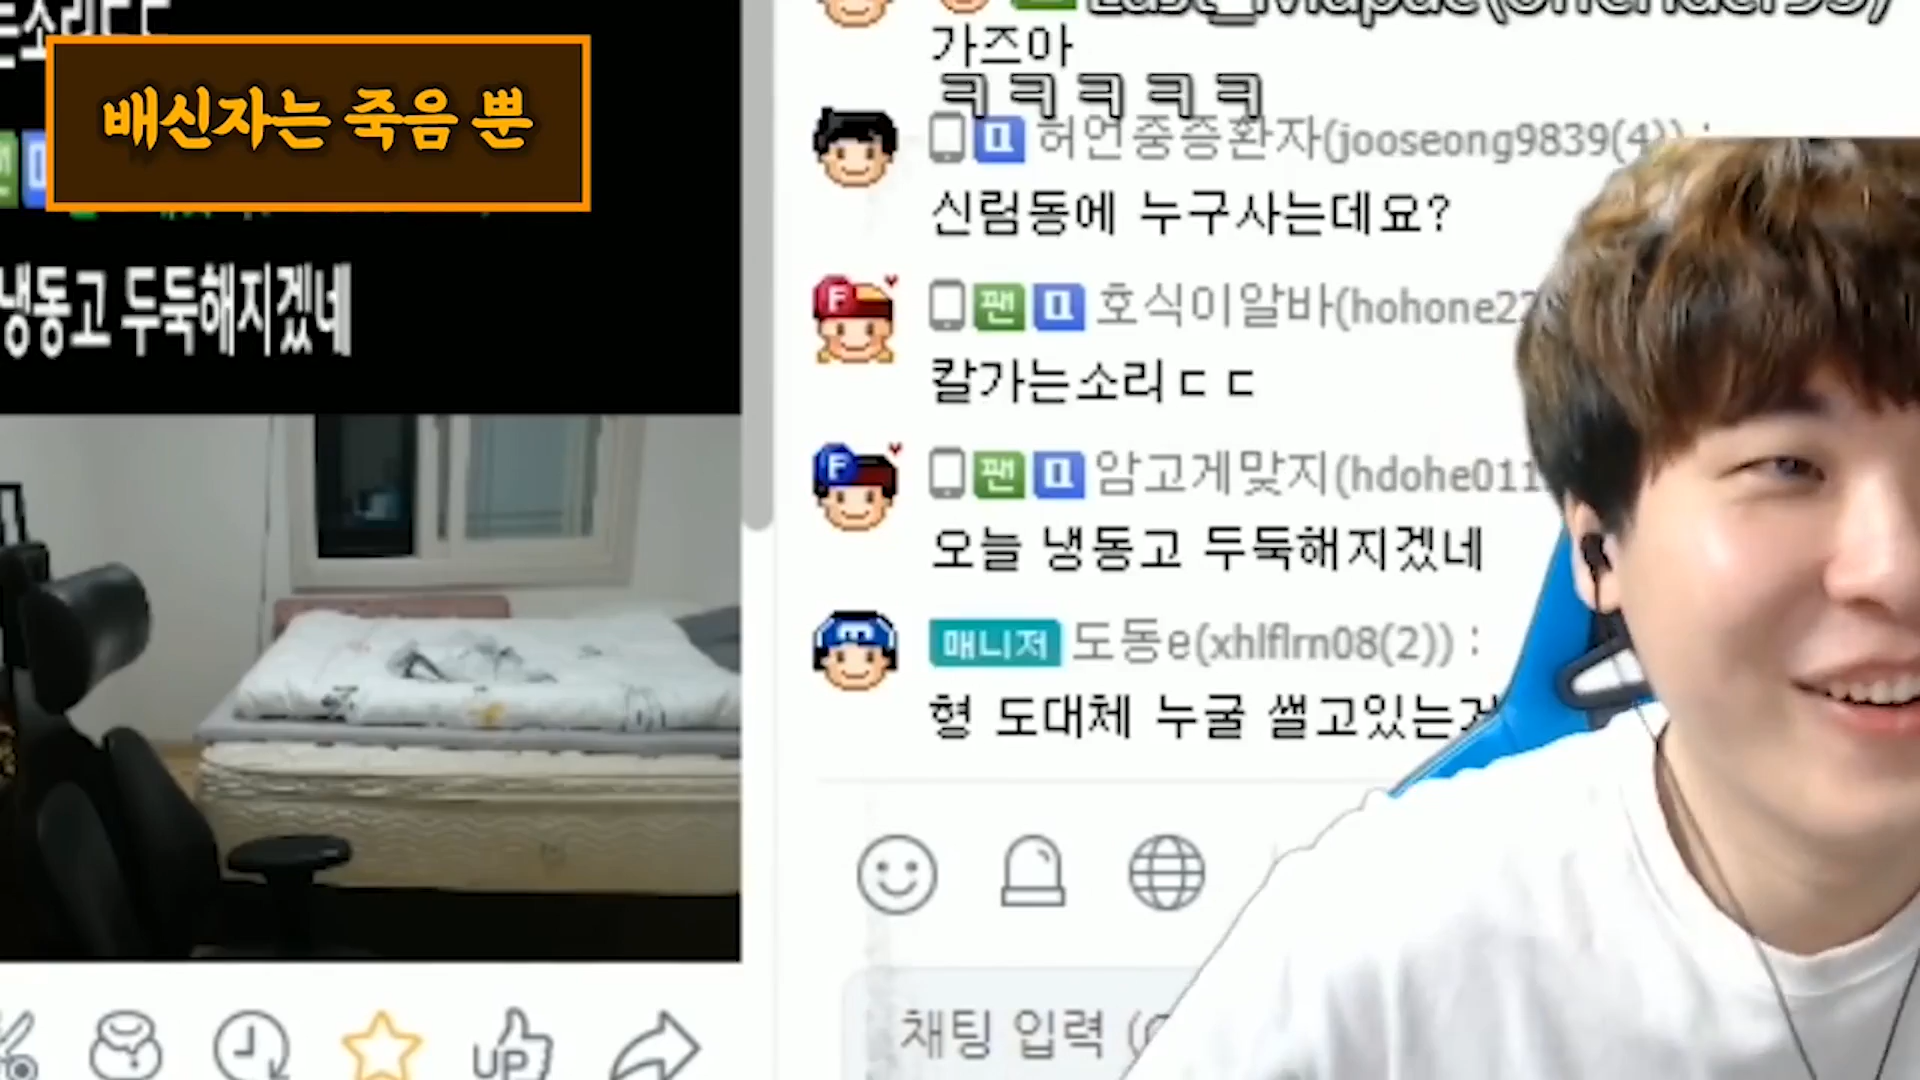 배신자는 죽음 뿐
냉동고 두둑해지겠네
가즈아
ㅋㅋㅋㅋㅋ
허언중증환자(jooseong9839(4)) :
신림동에 누구사는데요?
팬 호식이알바(hohone22
칼가는소리ㄷㄷ
팬 암고게맞지(hdohe011
오늘 냉동고 두둑해지겠네
매니저 도동e(xhlflrn08(2)) :
형 도대체 누굴 썰고있는거
채팅 입력
UP